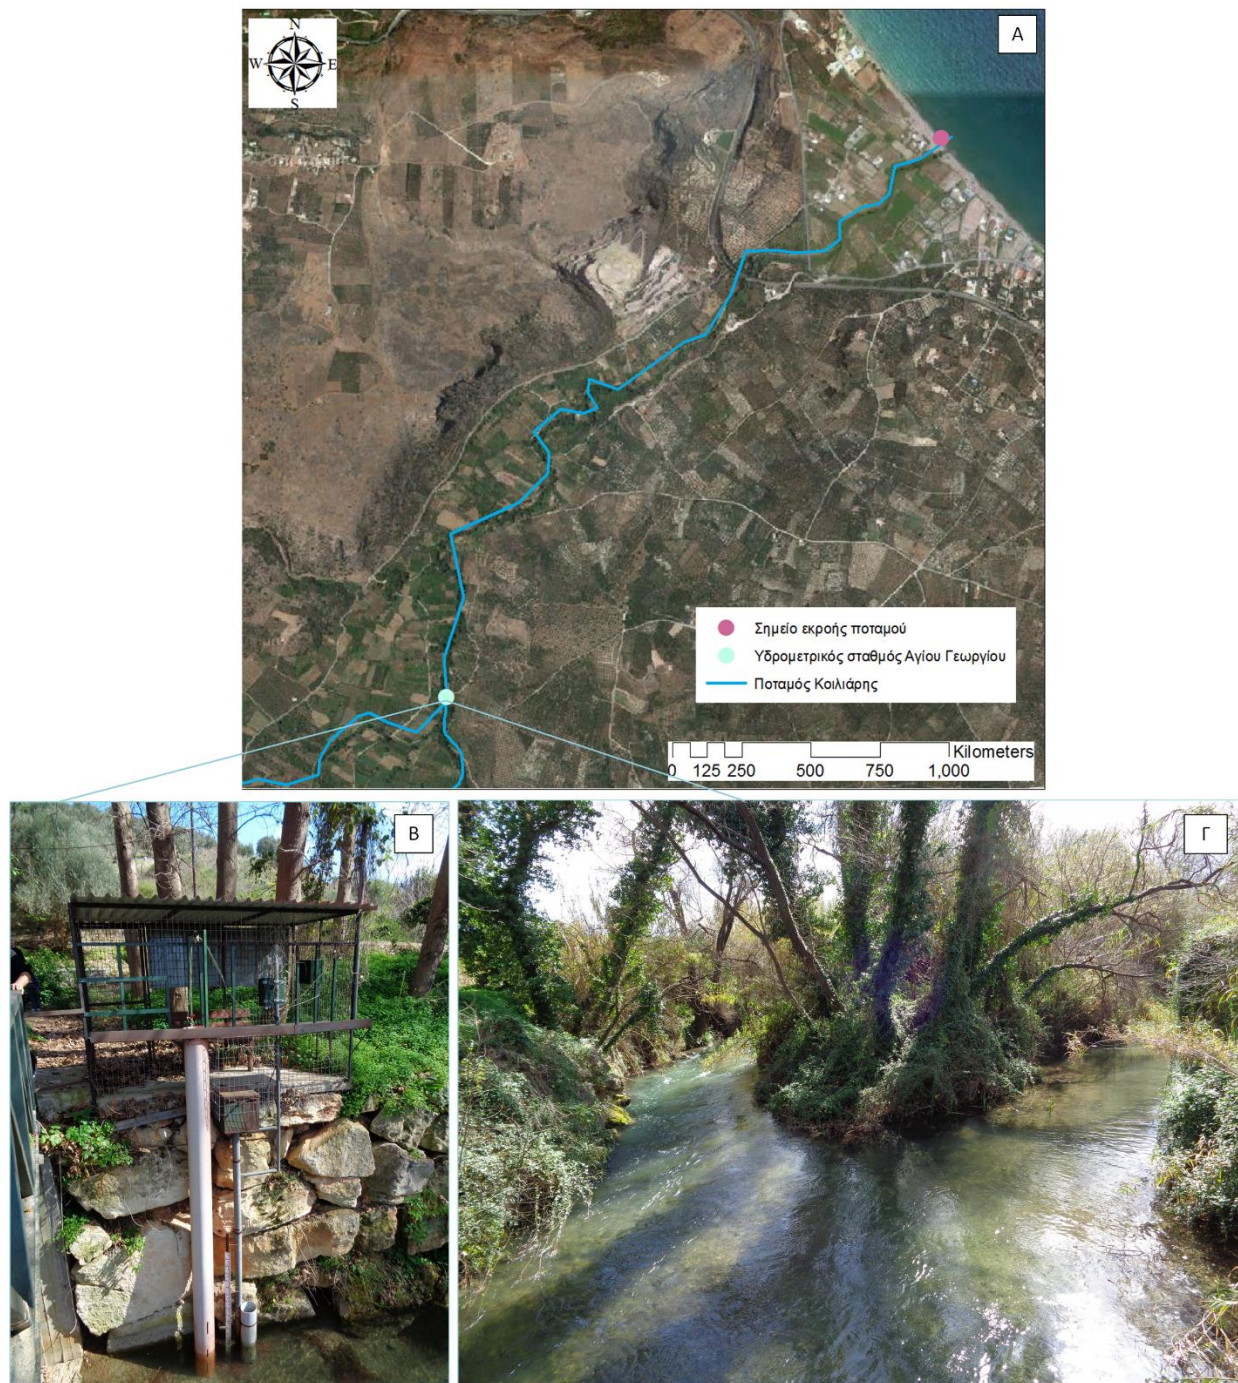 N
A
W E
S
Σημείο εκροής ποταμού
Υδρομετρικός σταθμός Αγίου Γεωργίου
Ποταμός Κοιλιάρης
Kilometers
0 125 250 500 750 1,000
B
Γ